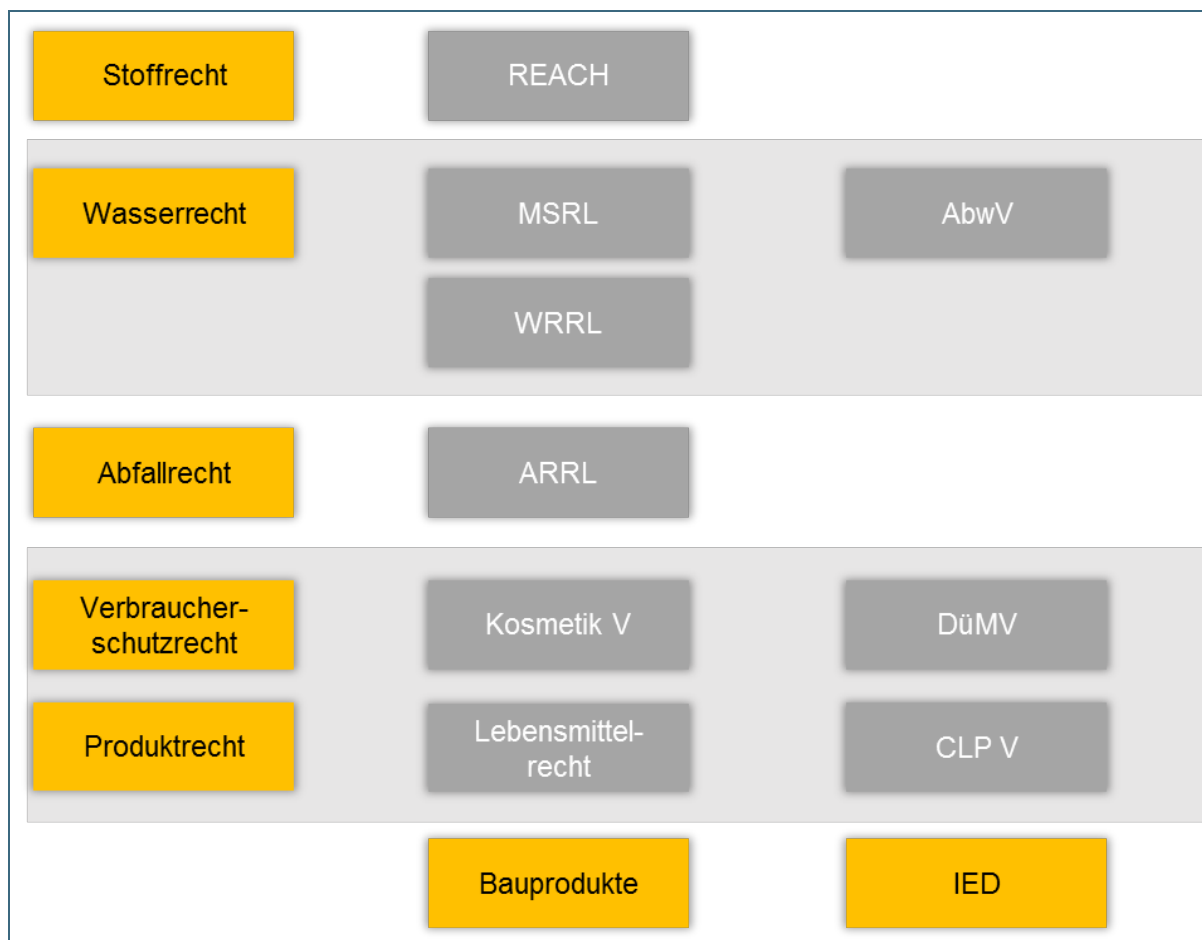 Stoffrecht
REACH
Wasserrecht
MSRL
AbwV
WRRL
Abfallrecht
ARRL
Verbraucher-
schutzrecht
Kosmetik V
DüMV
Produktrecht
Lebensmittel-
recht
CLP V
Bauprodukte
IED